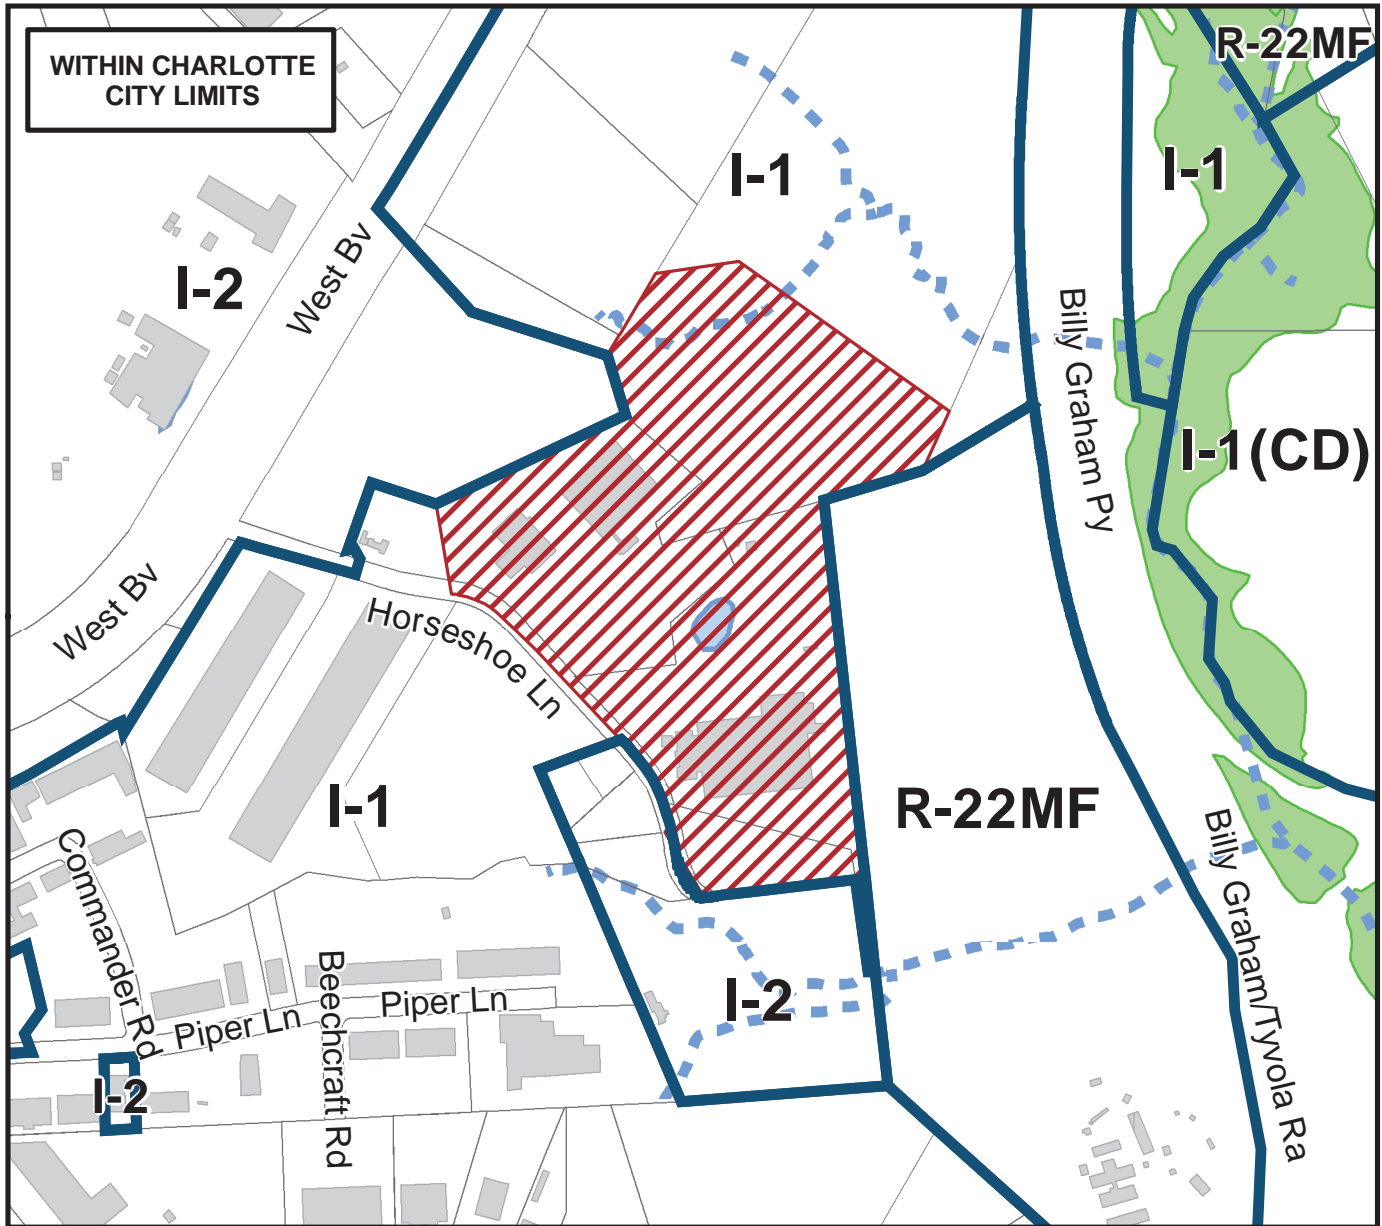 WITHIN CHARLOTTE
CITY LIMITS
R-22MF
I-1
I-1
I-2
West Bv
Billy Graham Py
I-1(CD)
West Bv
Horseshoe Ln
I-1
R-22MF
Commander Rd
Billy Graham/Tyvola Ra
Beechcraft Rd
Piper Ln
Piper Ln
I-2
I-2